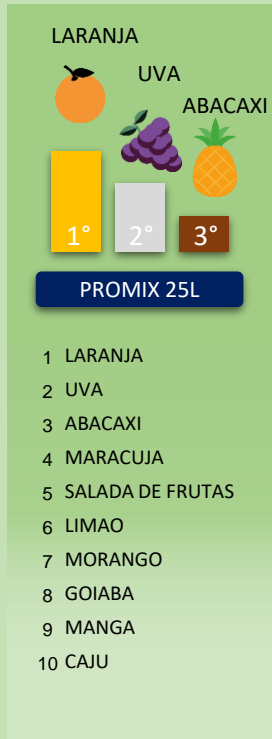 LARANJA
UVA
ABACAXI
1°
2°
3°
PROMIX 25L
1 LARANJA
2 UVA
3 ABACAXI
4 MARACUJA
5 SALADA DE FRUTAS
6 LIMAO
7 MORANGO
8 GOIABA
9 MANGA
10 CAJU